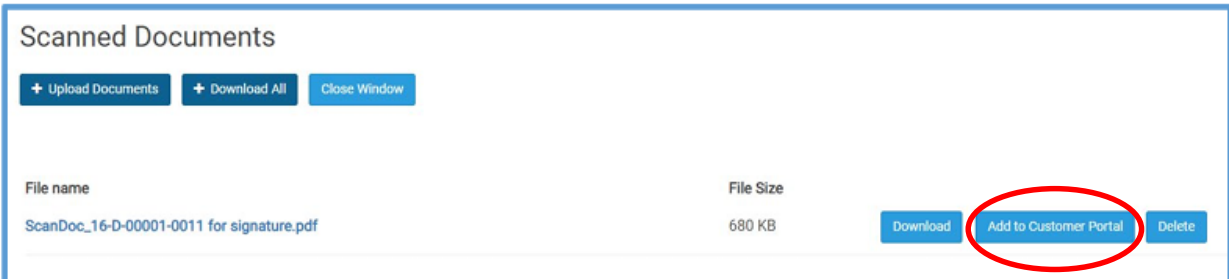 Scanned Documents
+ Upload Documents + Download All Close Window
File name File Size
ScanDoc_16-D-00001-0011 for signature.pdf 680 KB Download Add to Customer Portal Delete